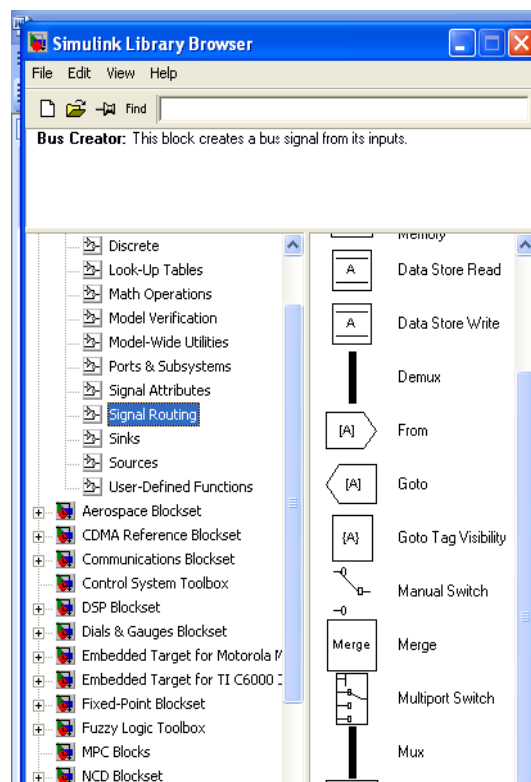 Simulink Library Browser
File Edit View Help
Find
Bus Creator: This block creates a bus signal from its inputs.
Discrete
Look-Up Tables
Math Operations
Model Verification
Model-Wide Utilities
Ports & Subsystems
Signal Attributes
Signal Routing
Sinks
Sources
User-Defined Functions
Aerospace Blockset
CDMA Reference Blockset
Communications Blockset
Control System Toolbox
DSP Blockset
Dials & Gauges Blockset
Embedded Target for Motorola
Embedded Target for TI C6000
Fixed-Point Blockset
Fuzzy Logic Toolbox
MPC Blocks
NCD Blockset
Memory
A Data Store Read
A Data Store Write
Demux
[A] From
[A] Goto
{A} Goto Tag Visibility
Manual Switch
Merge Merge
Multiport Switch
Mux